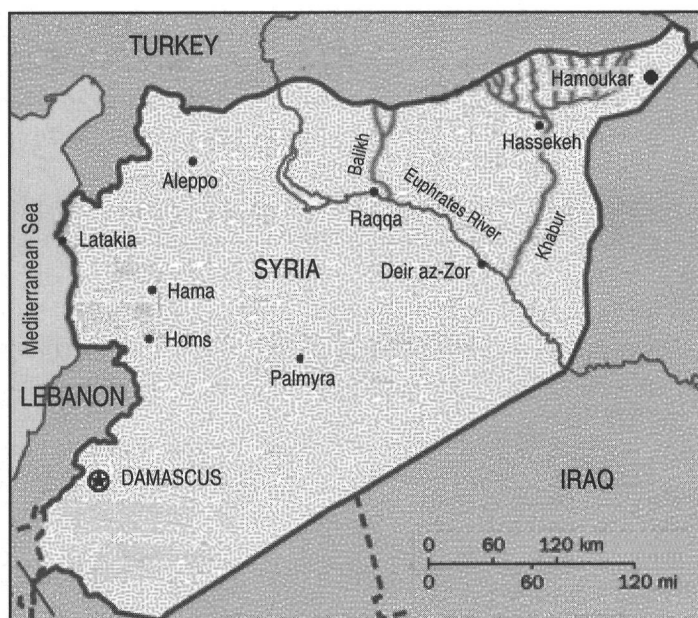 TURKEY
Hamoukar
Hassekeh
Balikh
Aleppo
Euphrates River
Raqqa
Khabur
Mediterranean Sea
Latakia
SYRIA
Deir az-Zor
Hama
Homs
Palmyra
LEBANON
DAMASCUS
IRAQ
0 60 120 km
0 60 120 mi